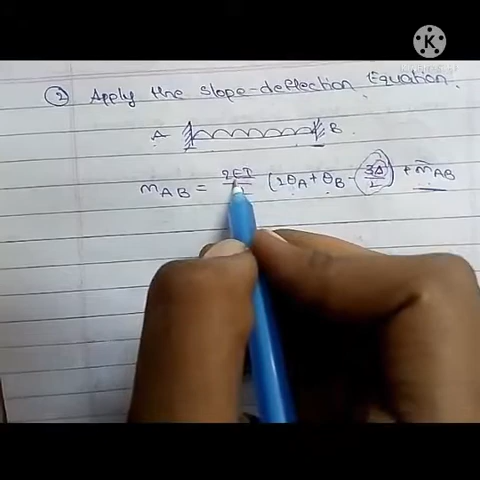 K
② Apply the slope-deflection Equation.
A B
mAB = 2EI/L (2θA + θB - 3Δ/L) + m̄AB